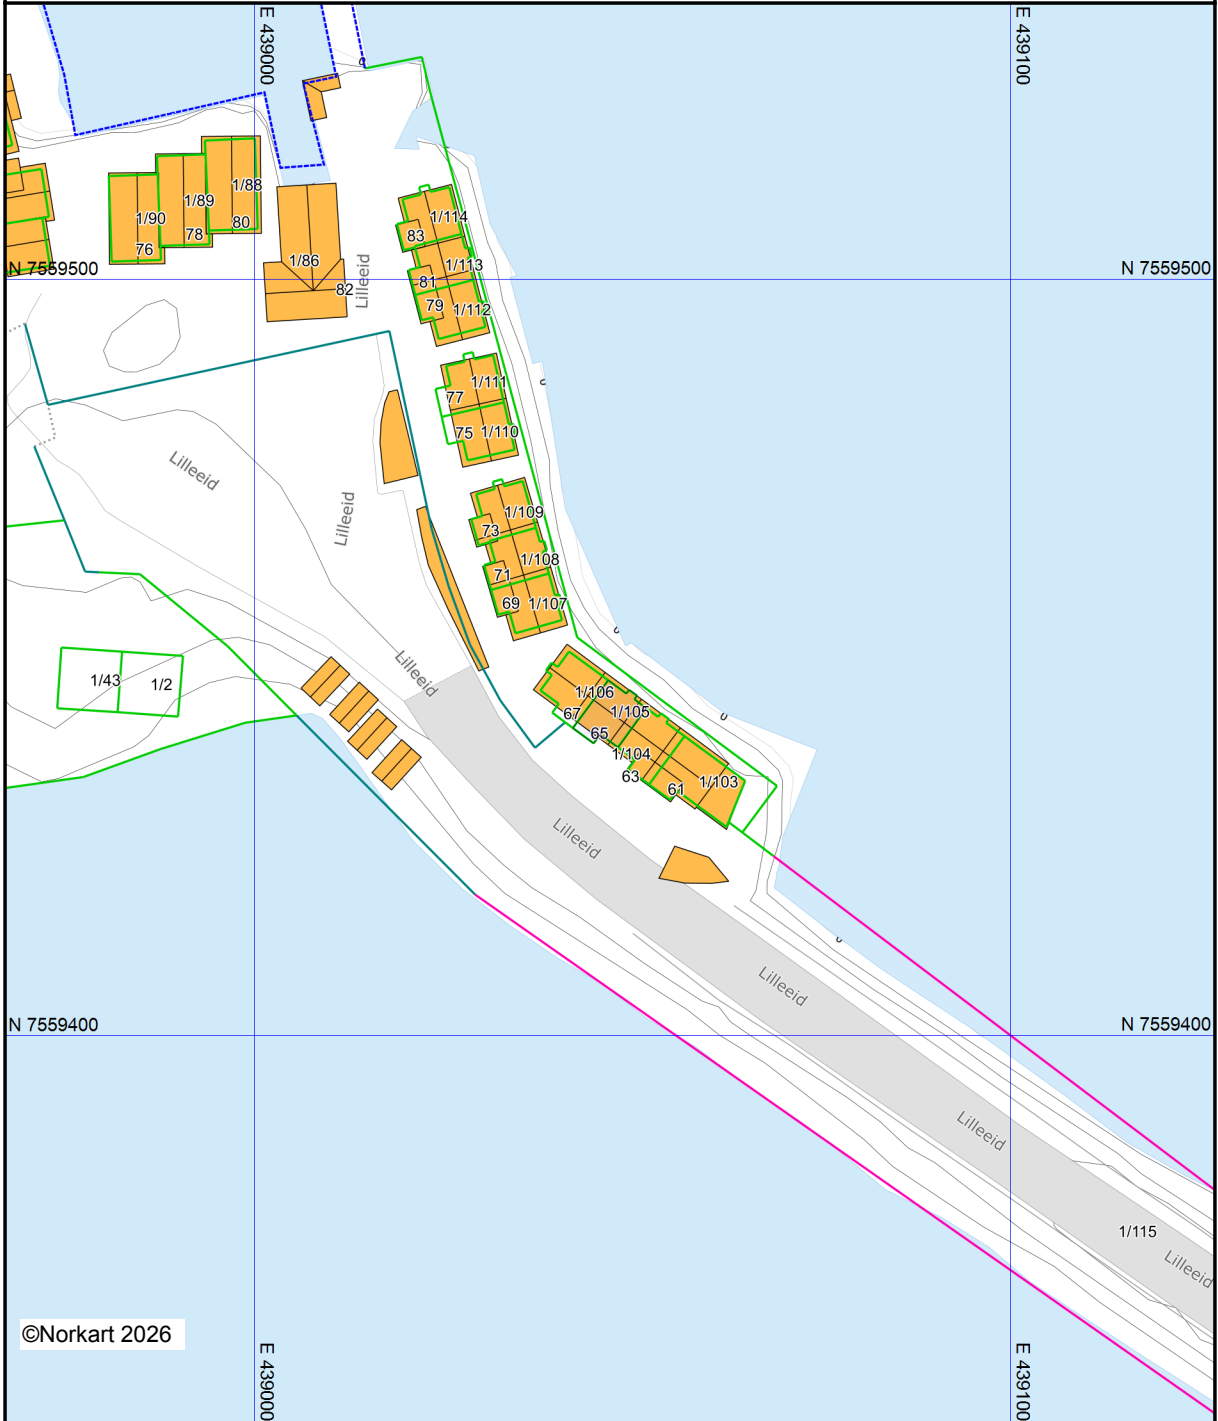 E 439000
E 439100
1/88
1/89
80
1/90
78
76
1/114
83
1/86
1/113
Lilleeid
N 7559500
N 7559500
81
82
79
1/112
1/111
77
75
1/110
Lilleeid
Lilleeid
1/109
73
1/108
71
69
1/107
Lilleeid
1/43
1/2
1/106
67
1/105
65
1/104
63
1/103
61
Lilleeid
Lilleeid
N 7559400
N 7559400
Lilleeid
1/115
Lilleeid
©Norkart 2026
E 439000
E 439100